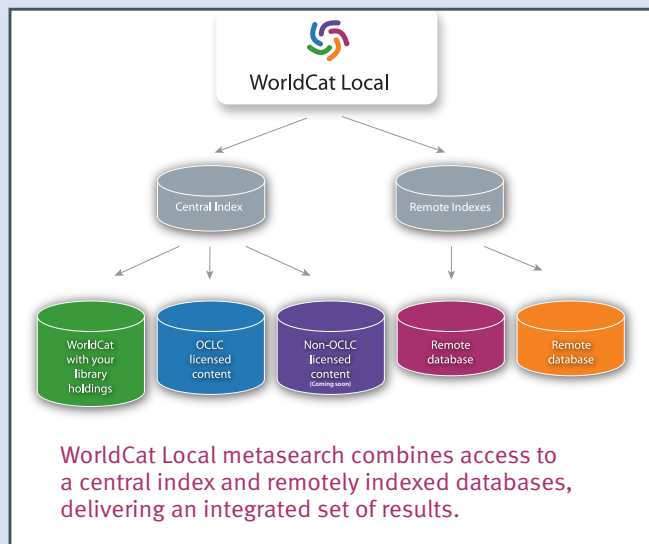 WorldCat Local
Central Index
Remote Indexes
WorldCat
with your
library
holdings
OCLC
licensed
content
Non-OCLC
licensed
content
(Coming soon)
Remote
database
Remote
database
WorldCat Local metasearch combines access to
a central index and remotely indexed databases,
delivering an integrated set of results.